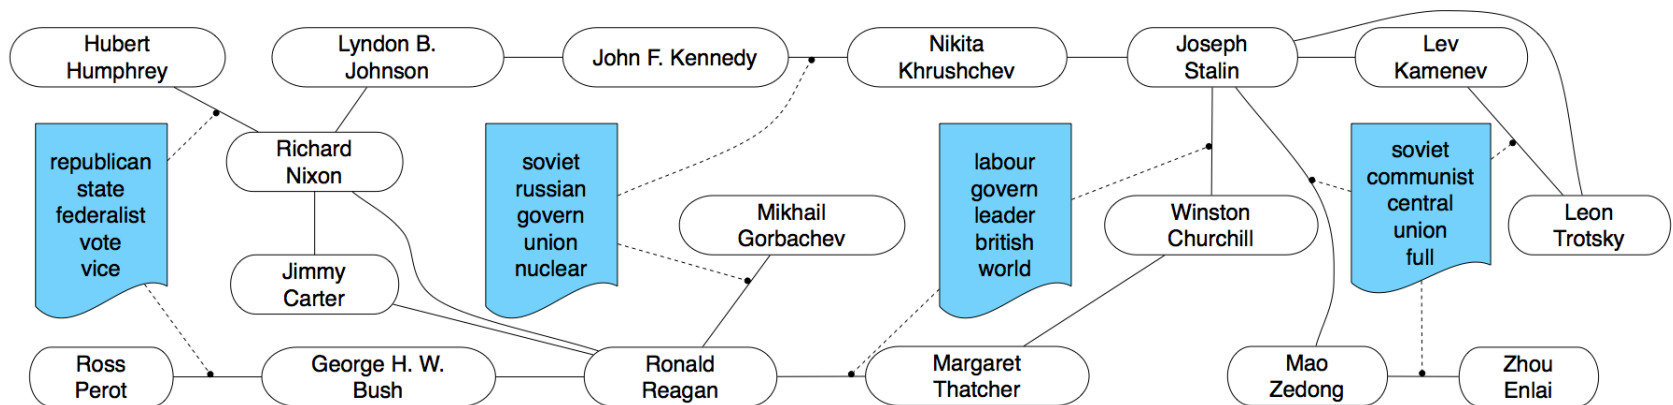 Hubert
Humphrey
Lyndon B.
Johnson
John F. Kennedy
Nikita
Khrushchev
Joseph
Stalin
Lev
Kamenev
republican
state
federalist
vote
vice
Richard
Nixon
soviet
russian
govern
union
nuclear
Mikhail
Gorbachev
labour
govern
leader
british
world
Winston
Churchill
soviet
communist
central
union
full
Leon
Trotsky
Jimmy
Carter
Ross
Perot
George H. W.
Bush
Ronald
Reagan
Margaret
Thatcher
Mao
Zedong
Zhou
Enlai